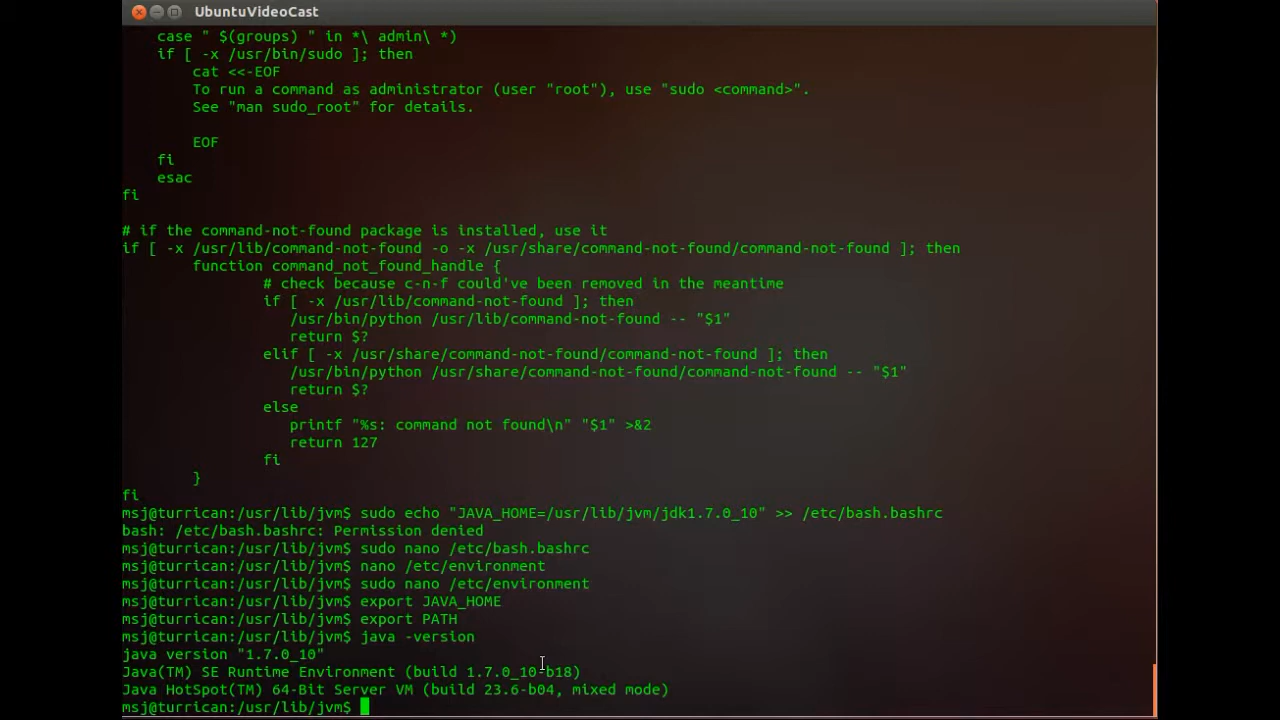 UbuntuVideoCast
case " $(groups) " in *\ admin\ *)
if [ -x /usr/bin/sudo ]; then
cat <<-EOF
To run a command as administrator (user "root"), use "sudo <command>".
See "man sudo_root" for details.
EOF
fi
esac
fi
# if the command-not-found package is installed, use it
if [ -x /usr/lib/command-not-found -o -x /usr/share/command-not-found/command-not-found ]; then
function command_not_found_handle {
# check because c-n-f could've been removed in the meantime
if [ -x /usr/lib/command-not-found ]; then
/usr/bin/python /usr/lib/command-not-found -- "$1"
return $?
elif [ -x /usr/share/command-not-found/command-not-found ]; then
/usr/bin/python /usr/share/command-not-found/command-not-found -- "$1"
return $?
else
printf "%s: command not found\n" "$1" >&2
return 127
fi
}
fi
msj@turrican:/usr/lib/jvm$ sudo echo "JAVA_HOME=/usr/lib/jvm/jdk1.7.0_10" >> /etc/bash.bashrc
bash: /etc/bash.bashrc: Permission denied
msj@turrican:/usr/lib/jvm$ sudo nano /etc/bash.bashrc
msj@turrican:/usr/lib/jvm$ nano /etc/environment
msj@turrican:/usr/lib/jvm$ sudo nano /etc/environment
msj@turrican:/usr/lib/jvm$ export JAVA_HOME
msj@turrican:/usr/lib/jvm$ export PATH
msj@turrican:/usr/lib/jvm$ java -version
java version "1.7.0_10"
Java(TM) SE Runtime Environment (build 1.7.0_10-b18)
Java HotSpot(TM) 64-Bit Server VM (build 23.6-b04, mixed mode)
msj@turrican:/usr/lib/jvm$